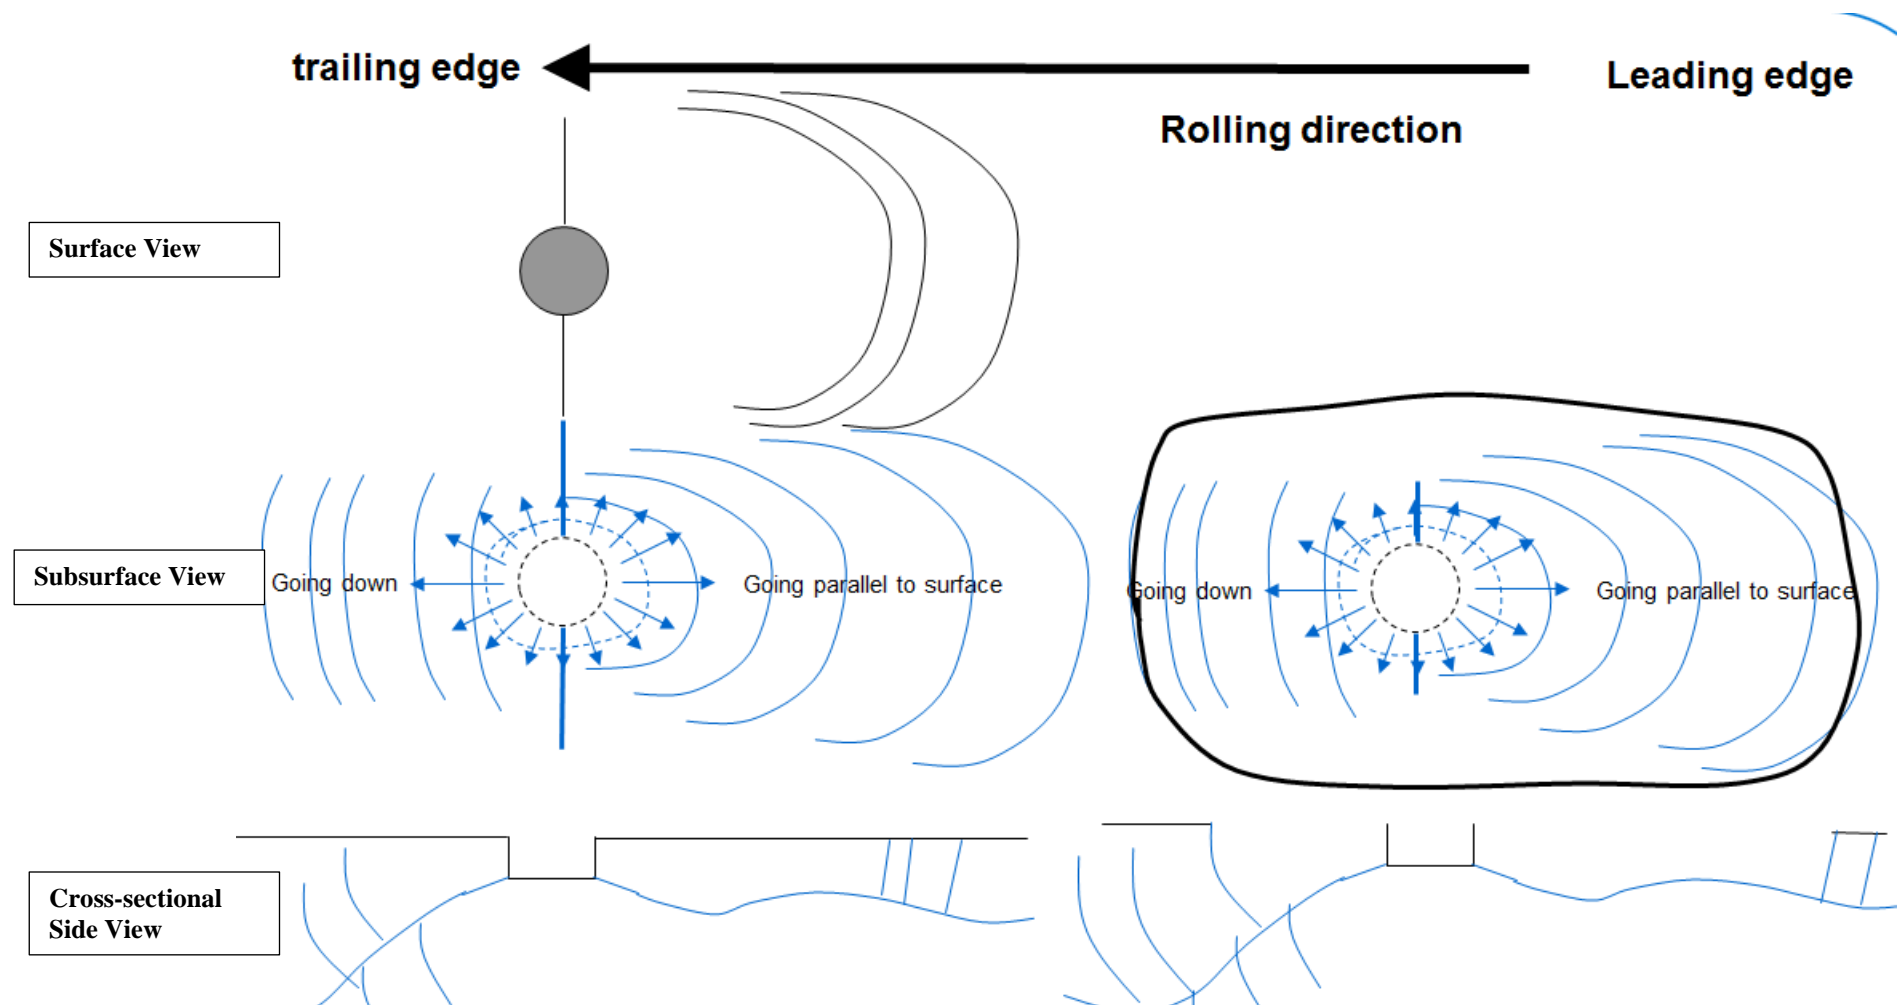 trailing edge
Leading edge
Rolling direction
Surface View
Subsurface View
Going down
Going parallel to surface
Going down
Going parallel to surface
Cross-sectional
Side View